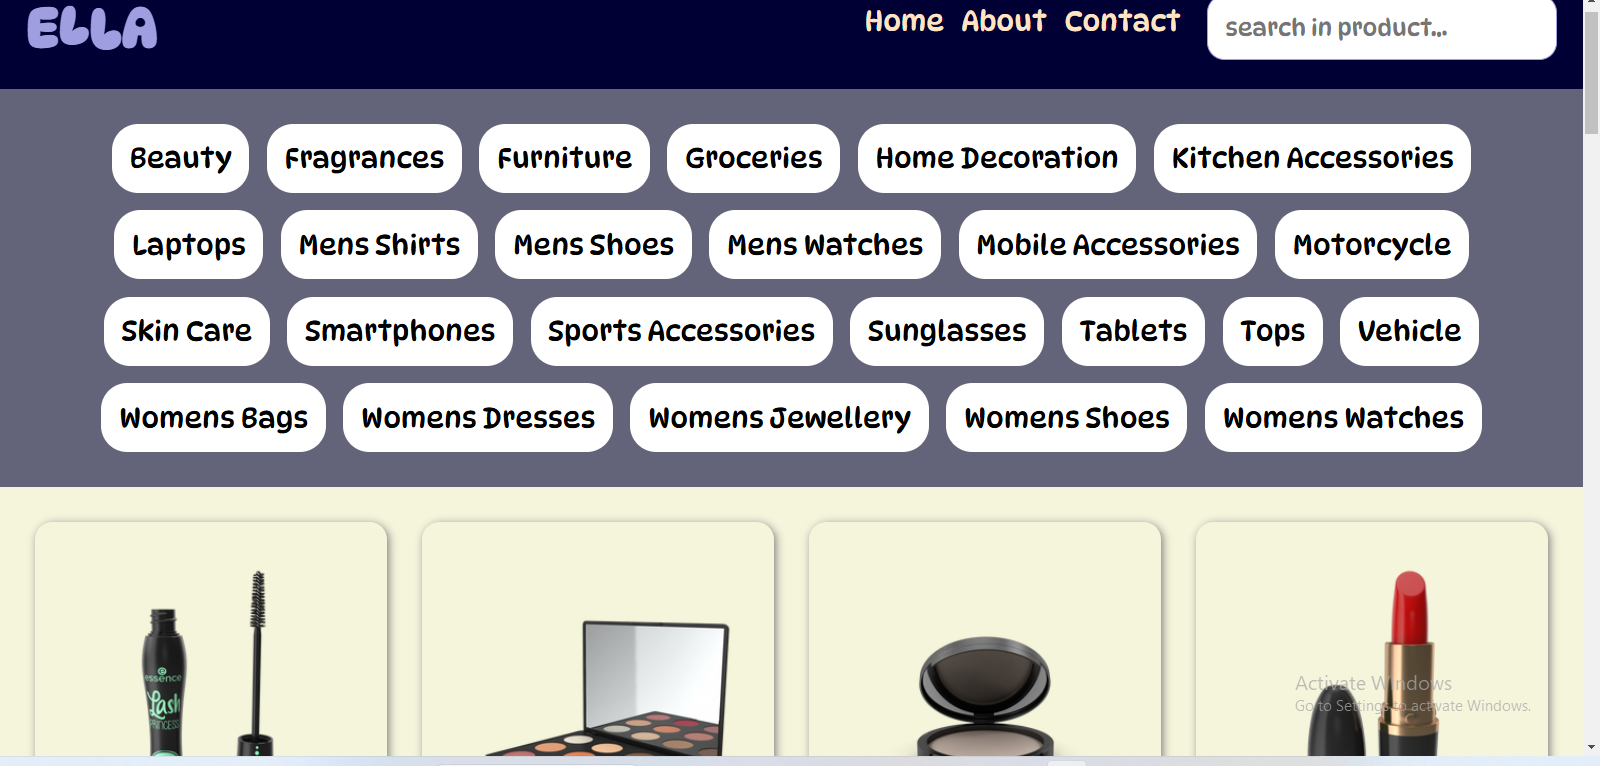 ELLA
Home About Contact search in product...
Beauty Fragrances Furniture Groceries Home Decoration Kitchen Accessories
Laptops Mens Shirts Mens Shoes Mens Watches Mobile Accessories Motorcycle
Skin Care Smartphones Sports Accessories Sunglasses Tablets Tops Vehicle
Womens Bags Womens Dresses Womens Jewellery Womens Shoes Womens Watches
essence
Lash
PRINCESS
Activate Windows
Go to Settings to activate Windows.